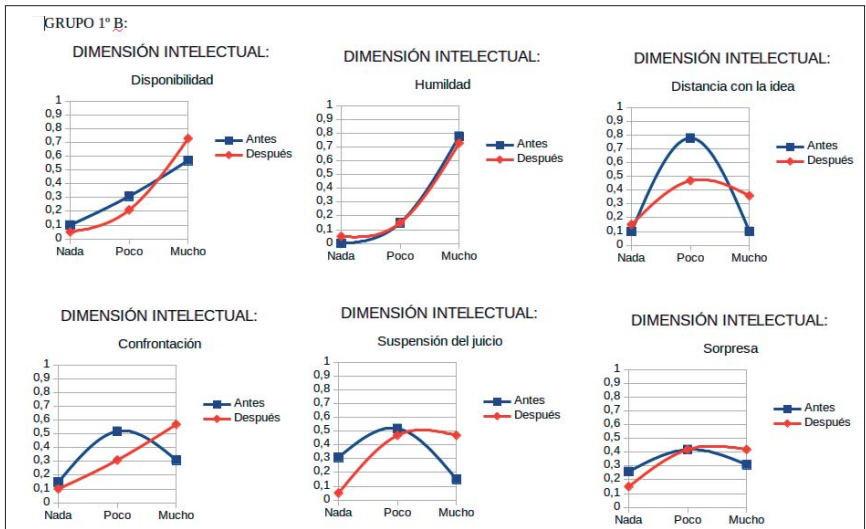 GRUPO 1º B:
DIMENSIÓN INTELECTUAL:
Disponibilidad
1
0,9
0,8
0,7
0,6
0,5
0,4
0,3
0,2
0,1
0
Nada Poco Mucho
Antes
Después
DIMENSIÓN INTELECTUAL:
Humildad
1
0,9
0,8
0,7
0,6
0,5
0,4
0,3
0,2
0,1
0
Nada Poco Mucho
Antes
Después
DIMENSIÓN INTELECTUAL:
Distancia con la idea
1
0,9
0,8
0,7
0,6
0,5
0,4
0,3
0,2
0,1
0
Nada Poco Mucho
Antes
Después
DIMENSIÓN INTELECTUAL:
Confrontación
1
0,9
0,8
0,7
0,6
0,5
0,4
0,3
0,2
0,1
0
Nada Poco Mucho
Antes
Después
DIMENSIÓN INTELECTUAL:
Suspensión del juicio
1
0,9
0,8
0,7
0,6
0,5
0,4
0,3
0,2
0,1
0
Nada Poco Mucho
Antes
Después
DIMENSIÓN INTELECTUAL:
Sorpresa
1
0,9
0,8
0,7
0,6
0,5
0,4
0,3
0,2
0,1
0
Nada Poco Mucho
Antes
Después